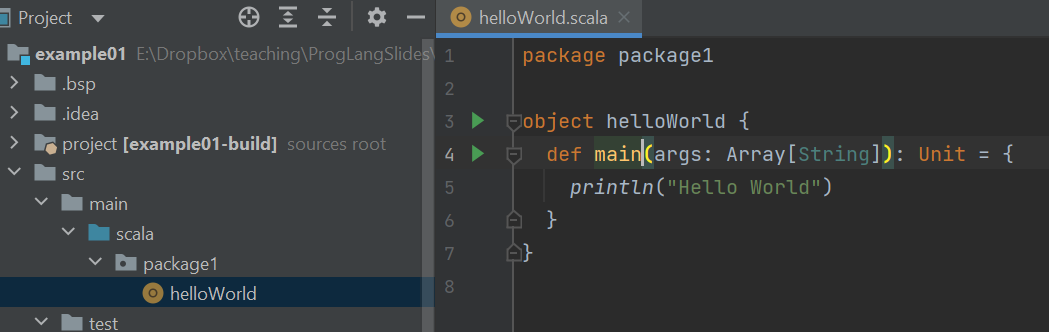 Project
example01 E:\Dropbox\teaching\ProgLangSlides\
.bsp
.idea
project [example01-build] sources root
src
main
scala
package1
helloWorld
test
helloWorld.scala
1 package package1
2
3 object helloWorld {
4 def main(args: Array[String]): Unit = {
5 println("Hello World")
6 }
7 }
8